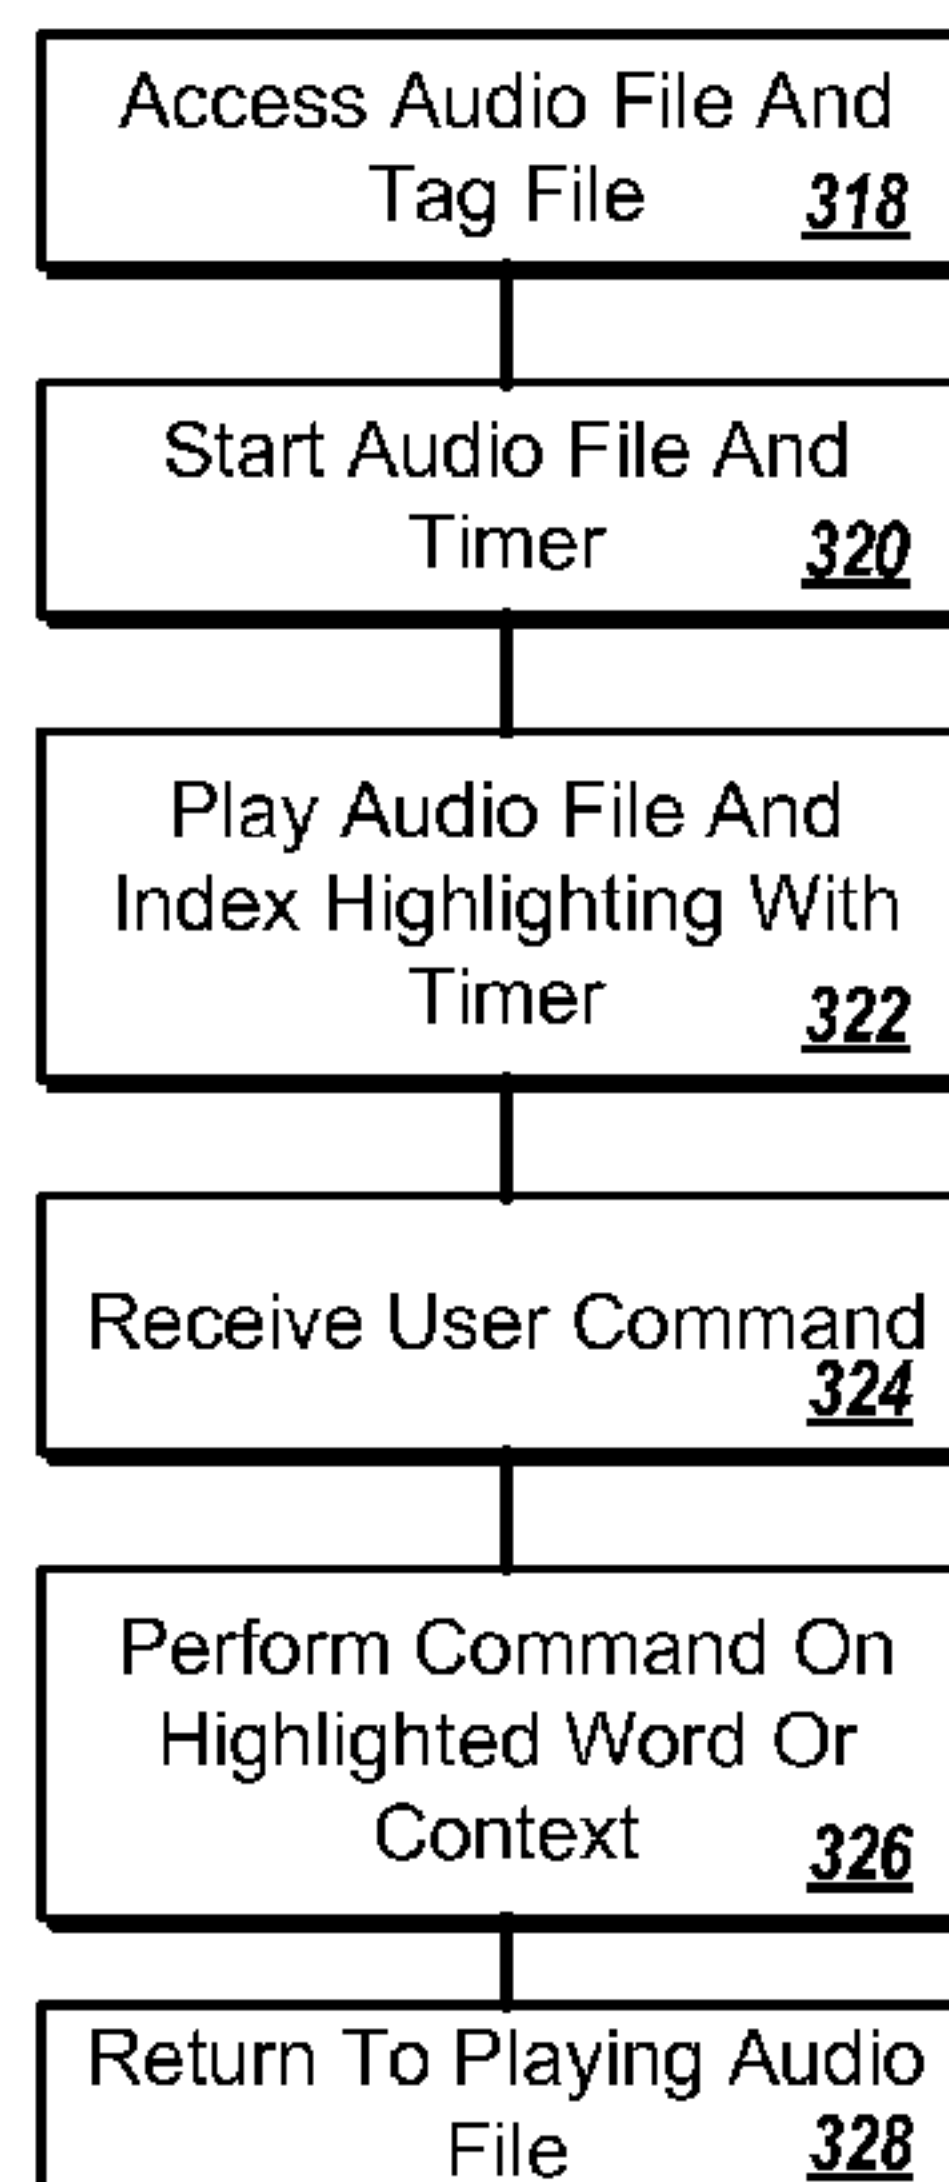 Access Audio File And
Tag File 318
Start Audio File And
Timer 320
Play Audio File And
Index Highlighting With
Timer 322
Receive User Command
324
Perform Command On
Highlighted Word Or
Context 326
Return To Playing Audio
File 328